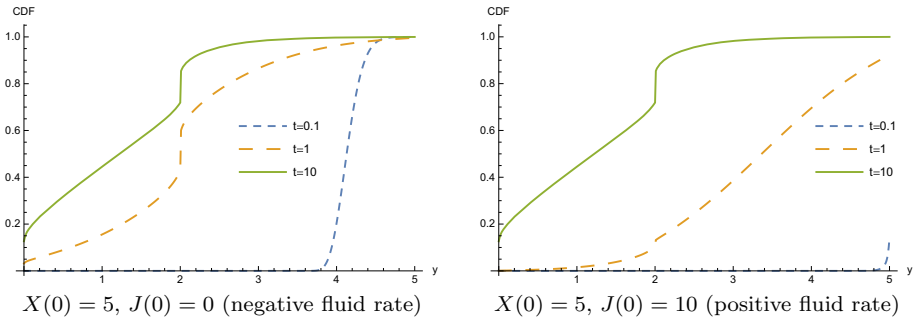 CDF
1.0
0.8
0.6
0.4
0.2
0
1
2
3
4
5
y
t=0.1
t=1
t=10
X(0) = 5, J(0) = 0 (negative fluid rate)
CDF
1.0
0.8
0.6
0.4
0.2
0
1
2
3
4
5
y
t=0.1
t=1
t=10
X(0) = 5, J(0) = 10 (positive fluid rate)